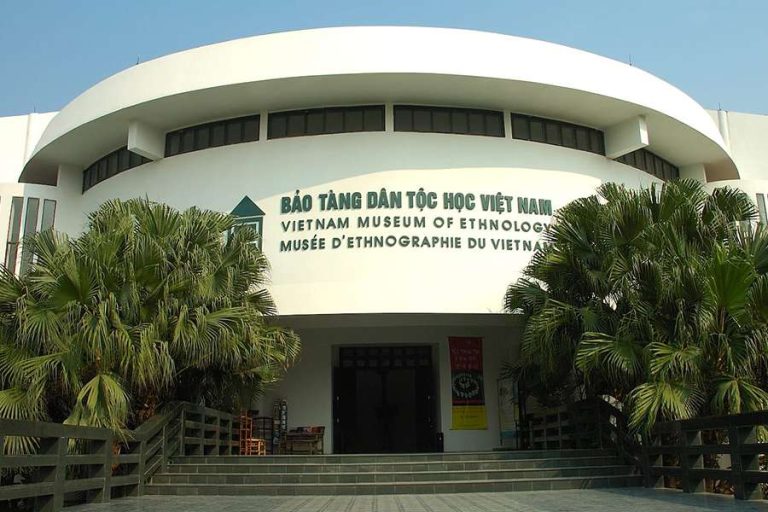 BẢO TÀNG DÂN TỘC HỌC VIỆT NAM
VIETNAM MUSEUM OF ETHNOLOGY
MUSÉE D'ETHNOGRAPHIE DU VIETNAM